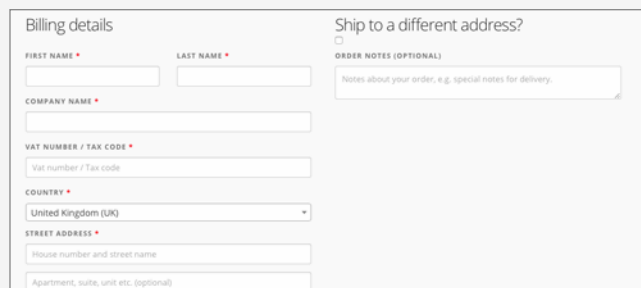 Billing details
FIRST NAME *
LAST NAME *
COMPANY NAME *
VAT NUMBER / TAX CODE *
Vat number / Tax code
COUNTRY *
United Kingdom (UK)
STREET ADDRESS *
House number and street name
Apartment, suite, unit etc. (optional)
Ship to a different address?
ORDER NOTES (OPTIONAL)
Notes about your order, e.g. special notes for delivery.